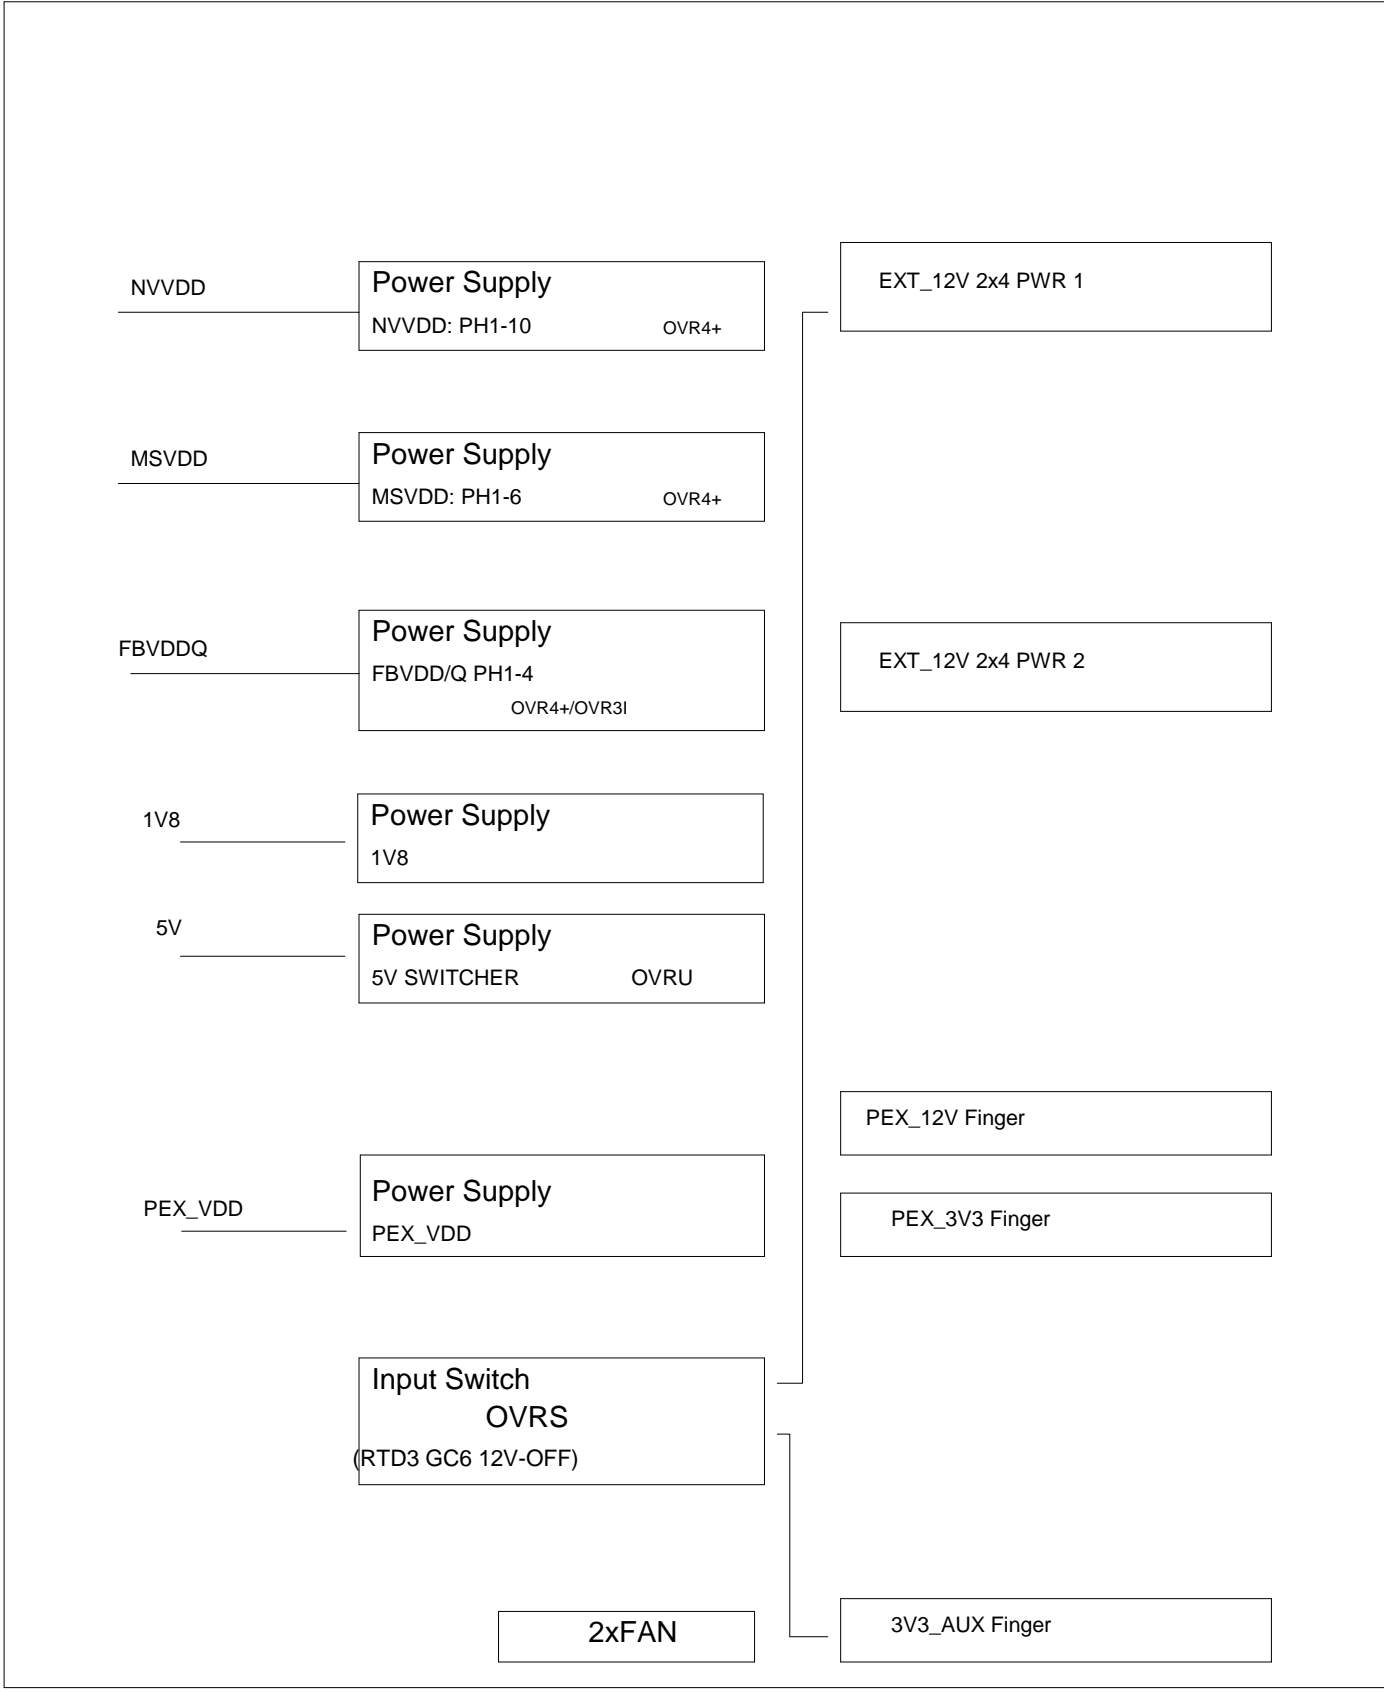 NVVDD
Power Supply
NVVDD: PH1-10
OVR4+
EXT_12V 2x4 PWR 1
MSVDD
Power Supply
MSVDD: PH1-6
OVR4+
FBVDDQ
Power Supply
FBVDD/Q PH1-4
OVR4+/OVR3I
EXT_12V 2x4 PWR 2
1V8
Power Supply
1V8
5V
Power Supply
5V SWITCHER
OVRU
PEX_12V Finger
PEX_VDD
Power Supply
PEX_VDD
PEX_3V3 Finger
Input Switch
OVRS
(RTD3 GC6 12V-OFF)
2xFAN
3V3_AUX Finger